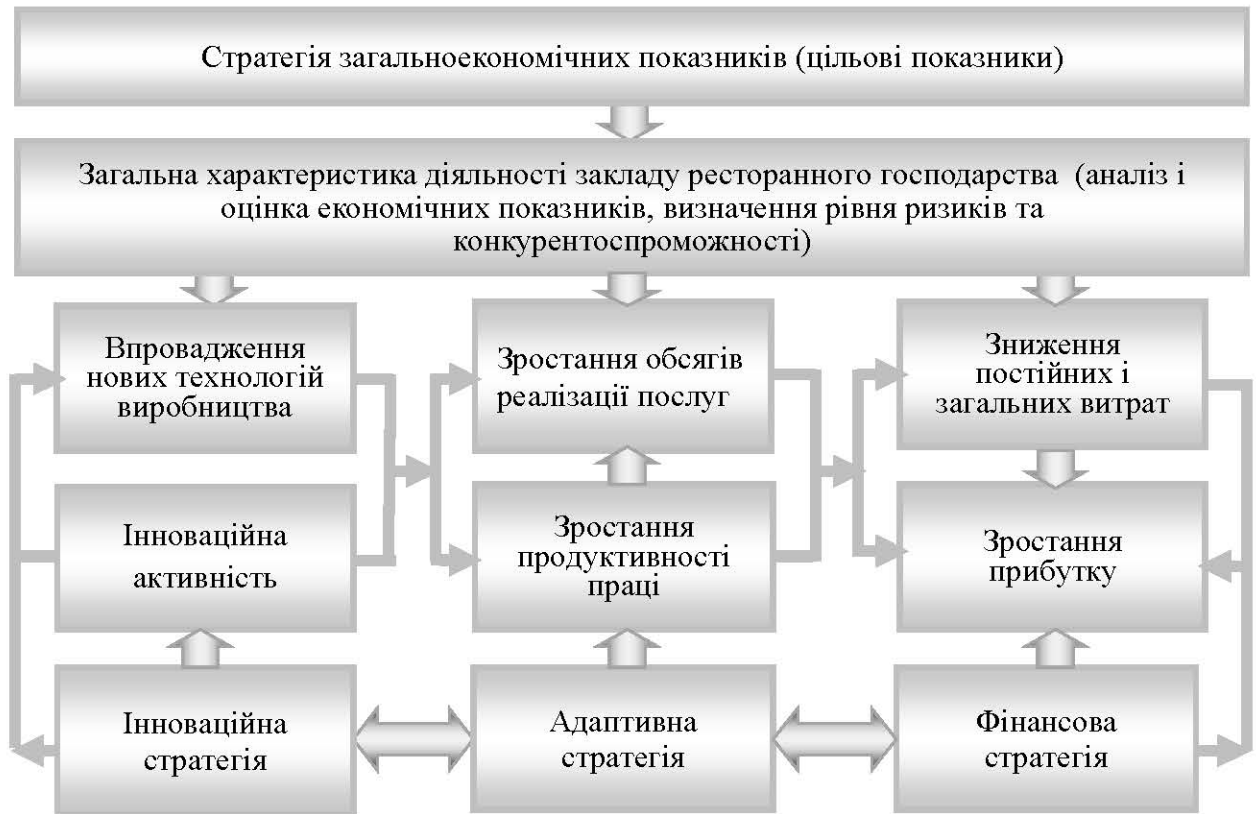 Стратегія загальноекономічних показників (цільові показники)
Загальна характеристика діяльності закладу ресторанного господарства (аналіз і
оцінка економічних показників, визначення рівня ризиків та
конкурентоспроможності)
Впровадження
нових технологій
виробництва
Зростання обсягів
реалізації послуг
Зниження
постійних і
загальних витрат
Інноваційна
активність
Зростання
продуктивності
праці
Зростання
прибутку
Інноваційна
стратегія
Адаптивна
стратегія
Фінансова
стратегія